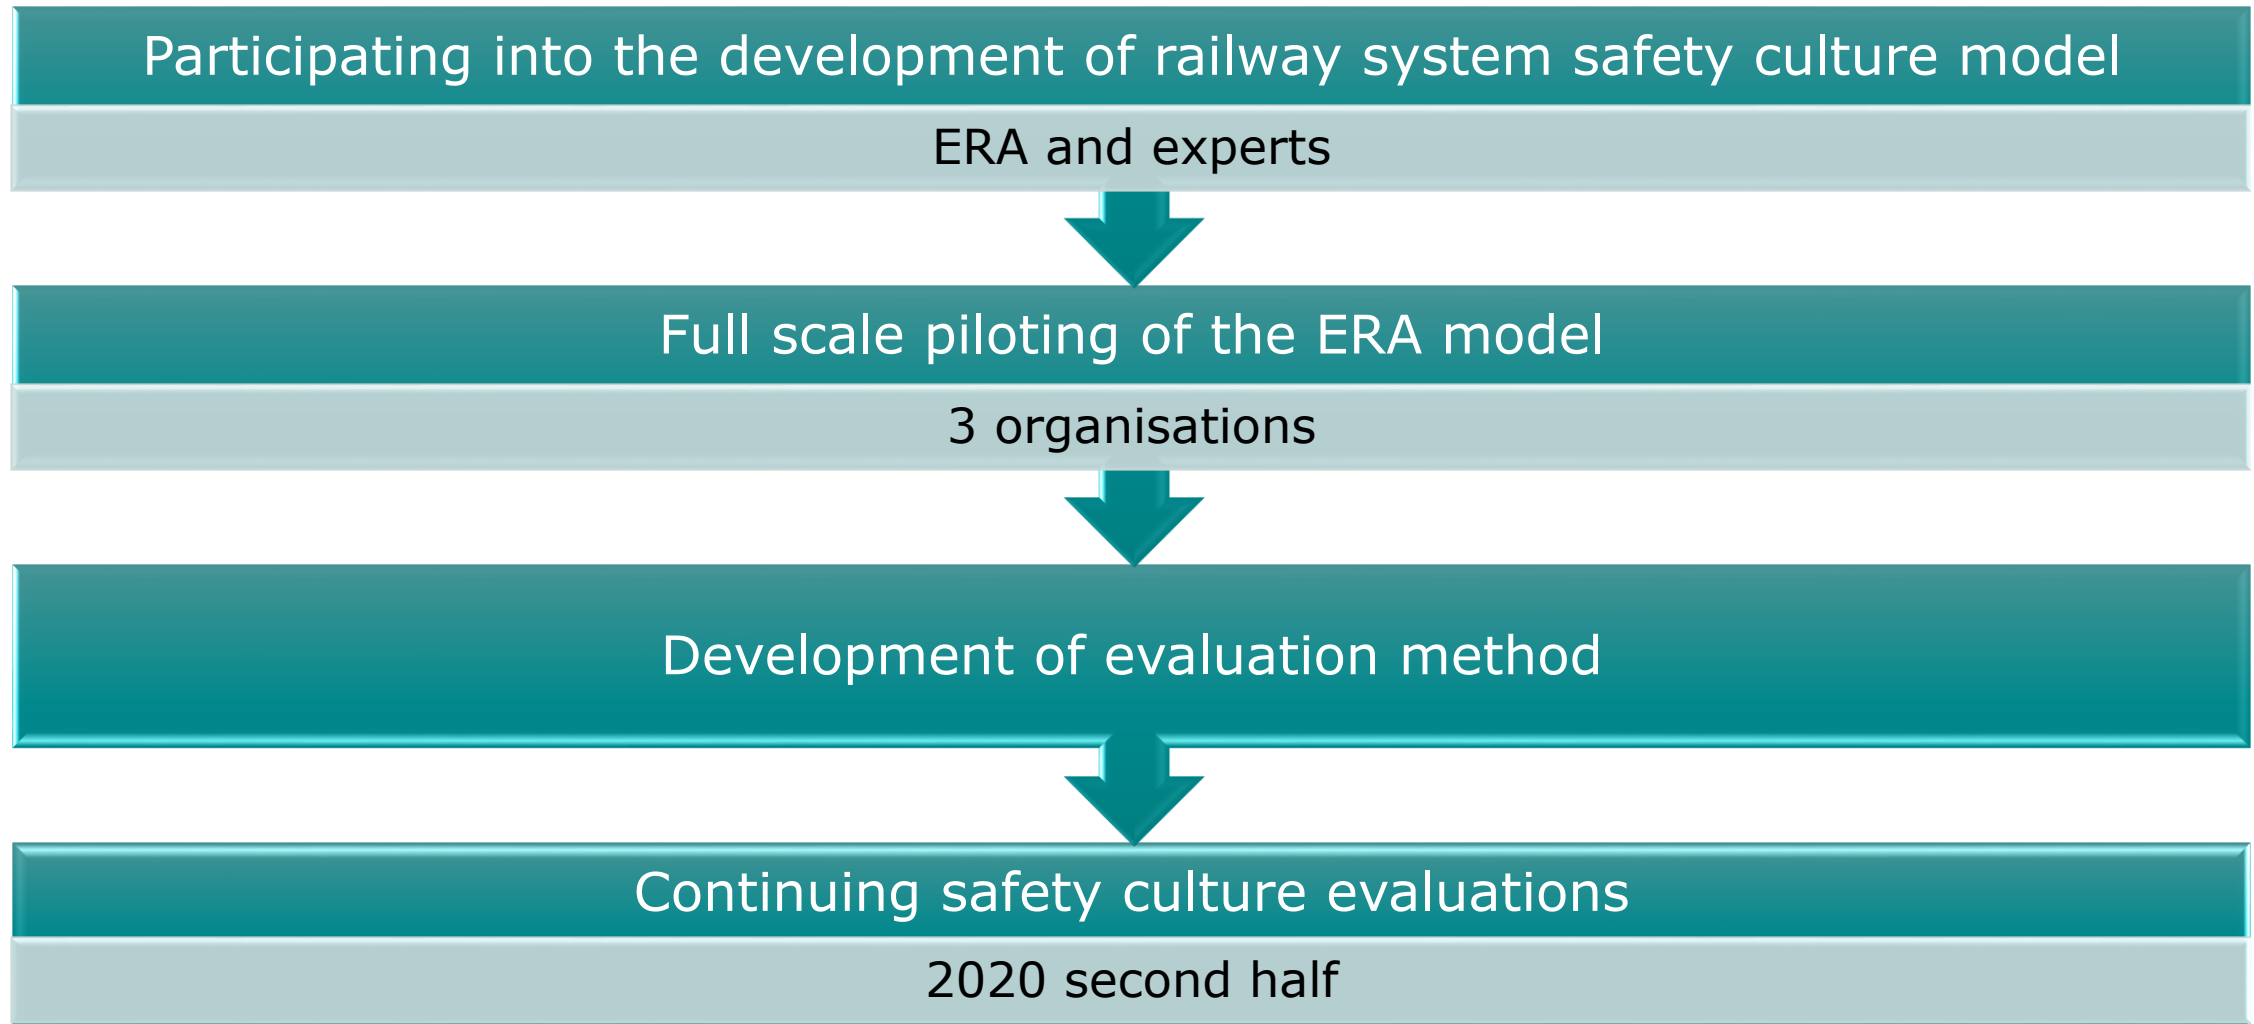 Participating into the development of railway system safety culture model
ERA and experts
Full scale piloting of the ERA model
3 organisations
Development of evaluation method
Continuing safety culture evaluations
2020 second half